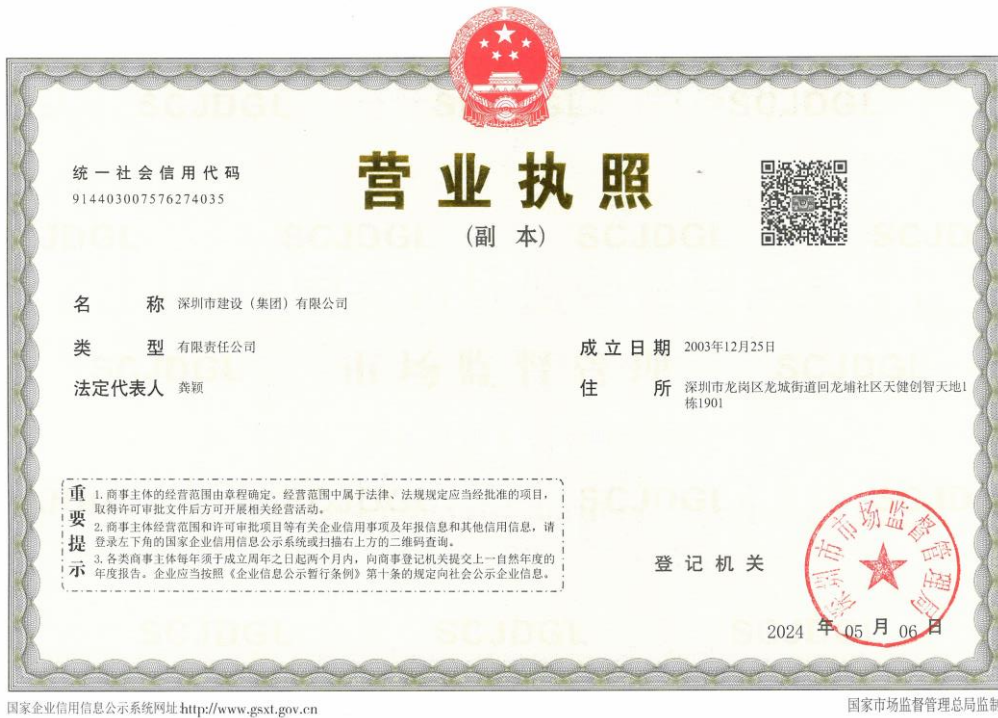 统一社会信用代码
914403007576274035
营业执照
(副 本)
名 称 深圳市建设（集团）有限公司
类 型 有限责任公司
成立日期 2003年12月25日
法定代表人 龚颖
住 所 深圳市龙岗区龙城街道回龙埔社区天健创智天地1
栋1901
重要提示
1. 商事主体的经营范围由章程确定。经营范围中属于法律、法规规定应当经批准的项目，
取得许可审批文件后方可开展相关经营活动。
2. 商事主体经营范围和许可审批项目等有关企业信用事项及年报信息和其他信用信息，请
登录左下角的国家企业信用信息公示系统或扫描右上方的二维码查询。
3. 各类商事主体每年须于成立周年之日起两个月内，向商事登记机关提交上一自然年度的
年度报告。企业应当按照《企业信息公示暂行条例》第十条的规定向社会公示企业信息。
登记机关
深圳市市场监督管理局
2024 年 05 月 06 日
国家企业信用信息公示系统网址:http://www.gsxt.gov.cn
国家市场监督管理总局监制
SCJDGL
市场监督管理